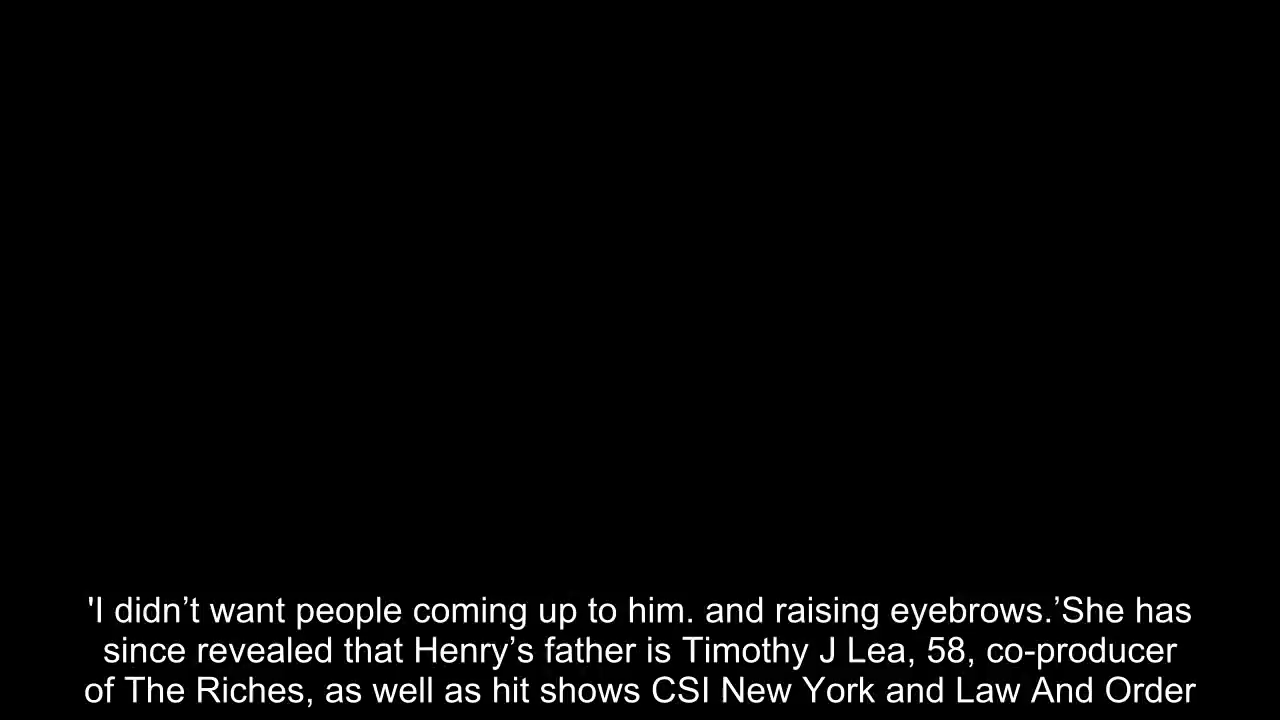 'I didn’t want people coming up to him. and raising eyebrows.’She has
since revealed that Henry’s father is Timothy J Lea, 58, co-producer
of The Riches, as well as hit shows CSI New York and Law And Order